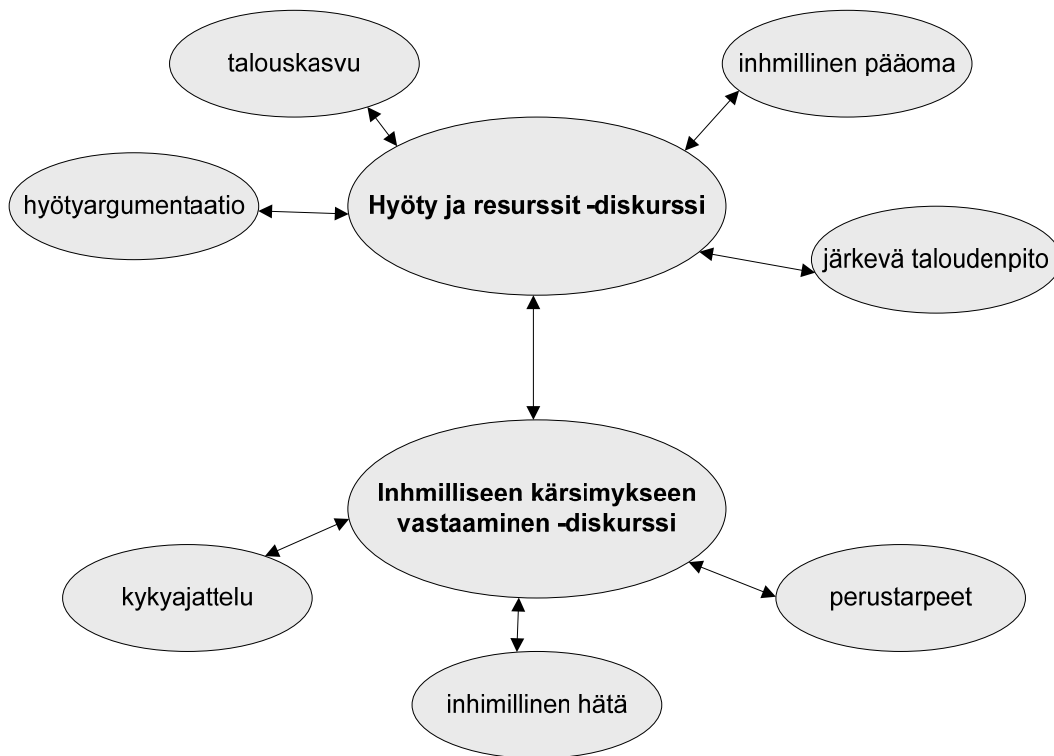 talouskasvu
inhmillinen pääoma
hyötyargumentaatio
Hyöty ja resurssit -diskurssi
järkevä taloudenpito
Inhmilliseen kärsimykseen
vastaaminen -diskurssi
kykyajattelu
perustarpeet
inhimillinen hätä